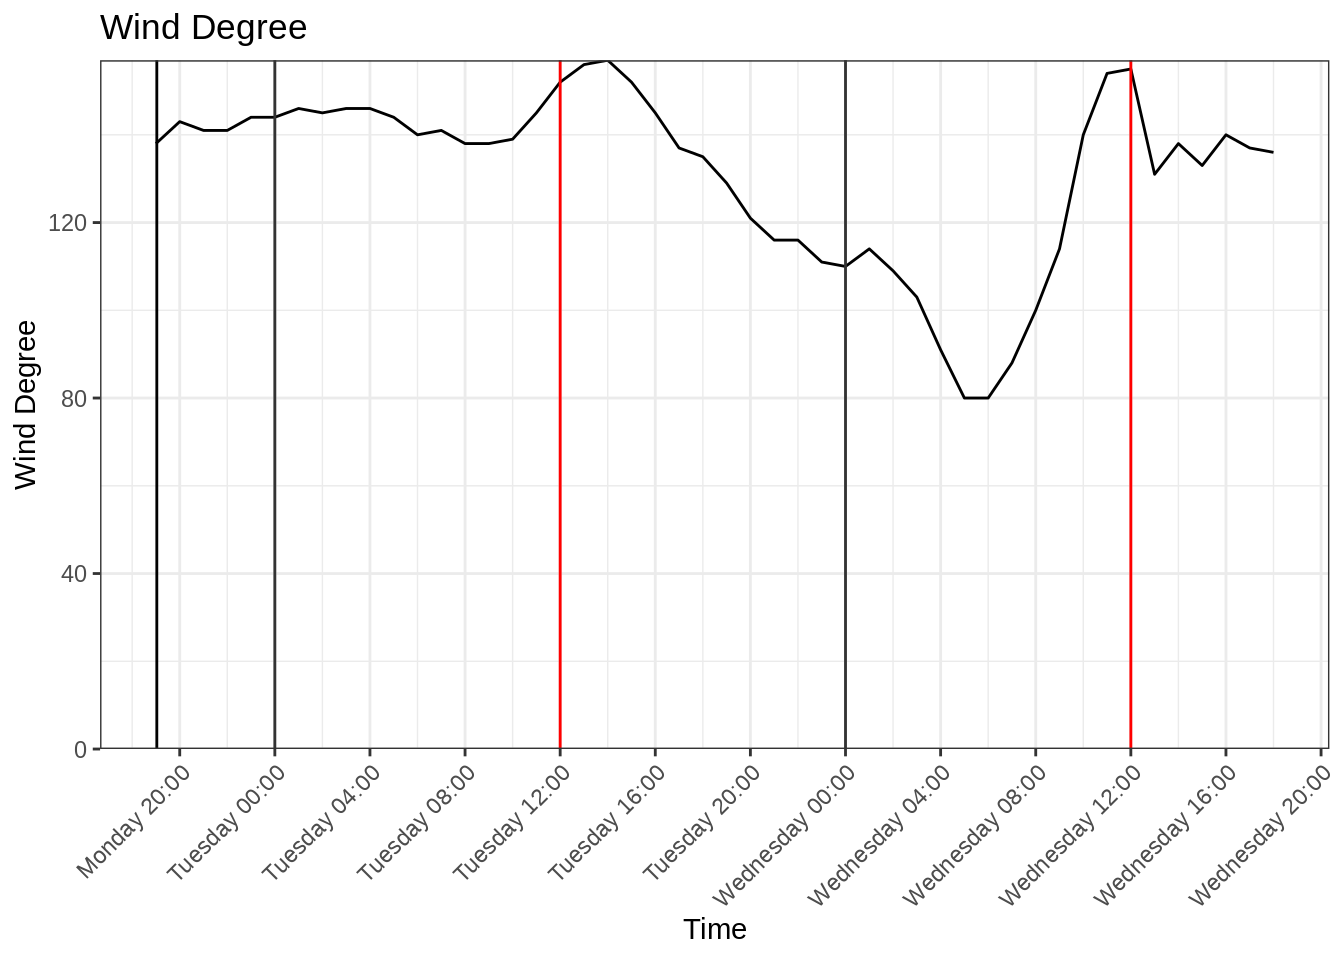 Wind Degree
Wind Degree
120
80
40
0
Monday 20:00
Tuesday 00:00
Tuesday 04:00
Tuesday 08:00
Tuesday 12:00
Tuesday 16:00
Tuesday 20:00
Wednesday 00:00
Wednesday 04:00
Wednesday 08:00
Wednesday 12:00
Wednesday 16:00
Wednesday 20:00
Time